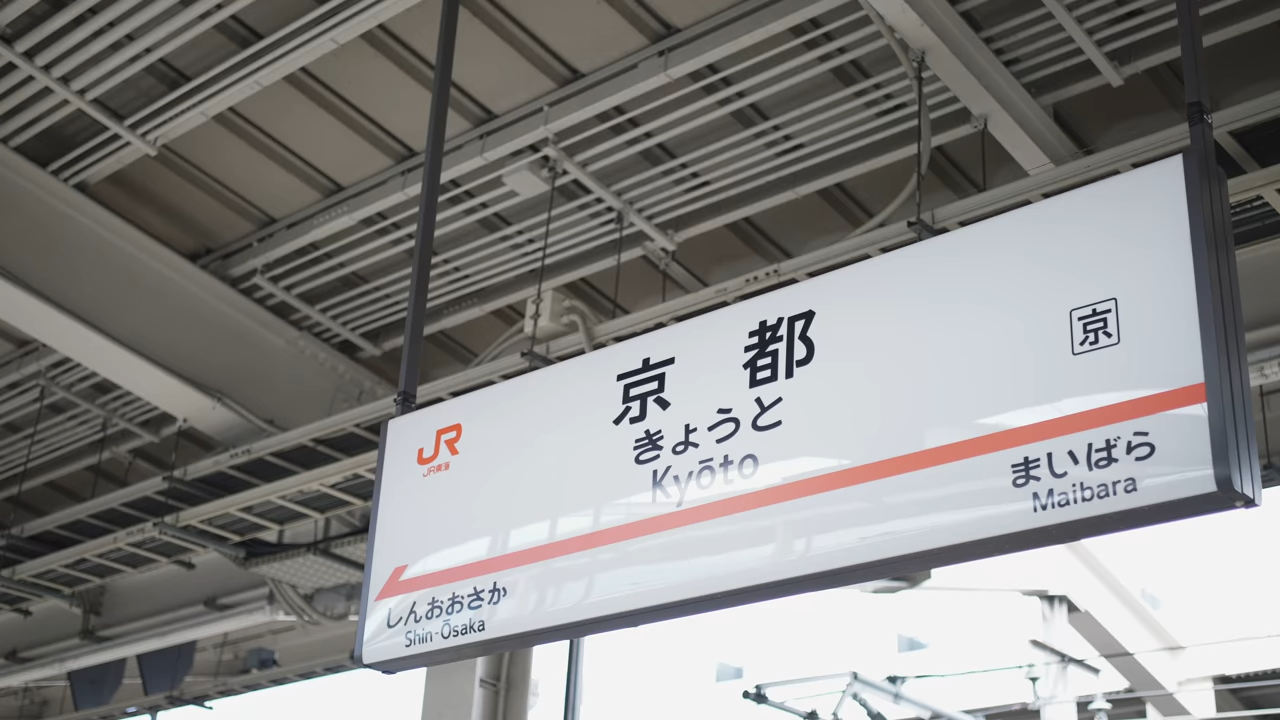 JR
JR東海
京都
きょうと
Kyōto
京
しんおおさか
Shin-Ōsaka
まいばら
Maibara